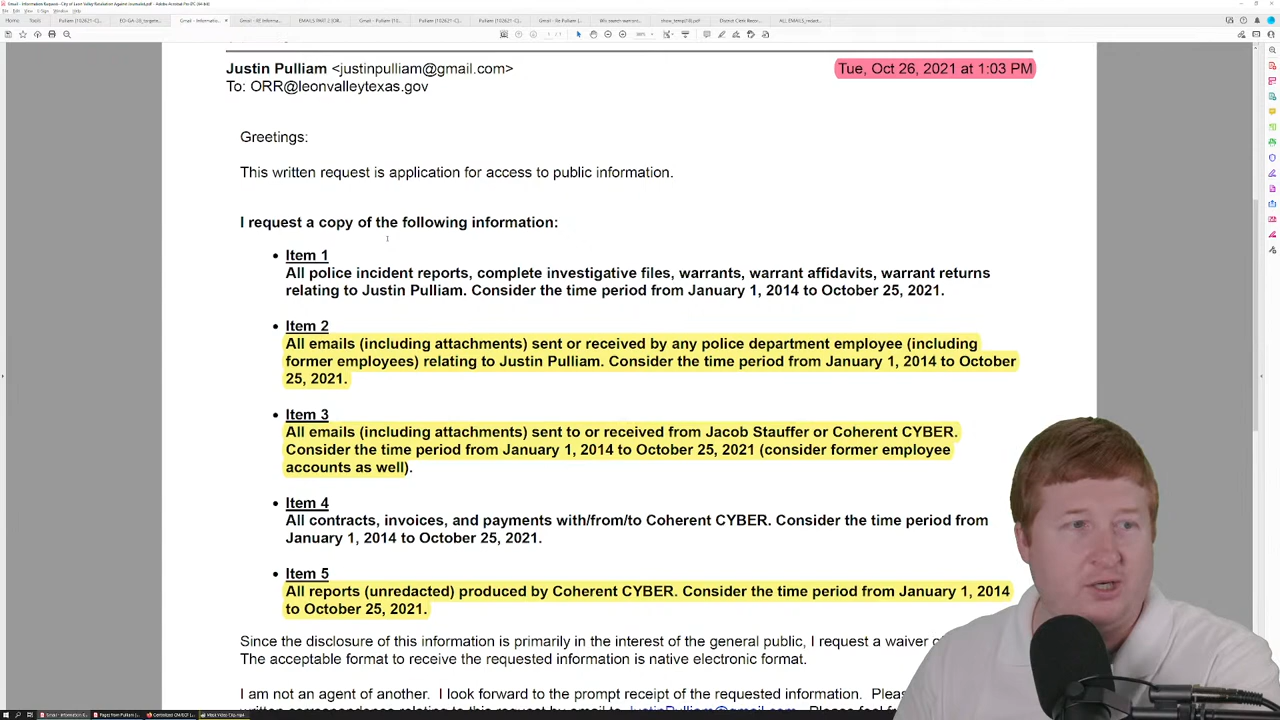 Home Tools
Justin Pulliam <justinpulliam@gmail.com> Tue, Oct 26, 2021 at 1:03 PM
To: ORR@leonvalleytexas.gov
Greetings:
This written request is application for access to public information.
I request a copy of the following information:
• Item 1
All police incident reports, complete investigative files, warrants, warrant affidavits, warrant returns
relating to Justin Pulliam. Consider the time period from January 1, 2014 to October 25, 2021.
• Item 2
All emails (including attachments) sent or received by any police department employee (including
former employees) relating to Justin Pulliam. Consider the time period from January 1, 2014 to October
25, 2021.
• Item 3
All emails (including attachments) sent to or received from Jacob Stauffer or Coherent CYBER.
Consider the time period from January 1, 2014 to October 25, 2021 (consider former employee
accounts as well).
• Item 4
All contracts, invoices, and payments with/from/to Coherent CYBER. Consider the time period from
January 1, 2014 to October 25, 2021.
• Item 5
All reports (unredacted) produced by Coherent CYBER. Consider the time period from January 1, 2014
to October 25, 2021.
Since the disclosure of this information is primarily in the interest of the general public, I request a waiver
The acceptable format to receive the requested information is native electronic format.
I am not an agent of another. I look forward to the prompt receipt of the requested information.